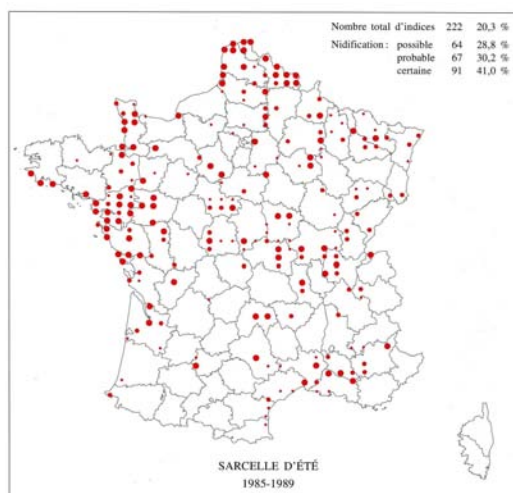 Nombre total d'indices 222 20,3 %
Nidification : possible 64 28,8 %
probable 67 30,2 %
certaine 91 41,0 %
SARCELLE D'ÉTÉ
1985-1989